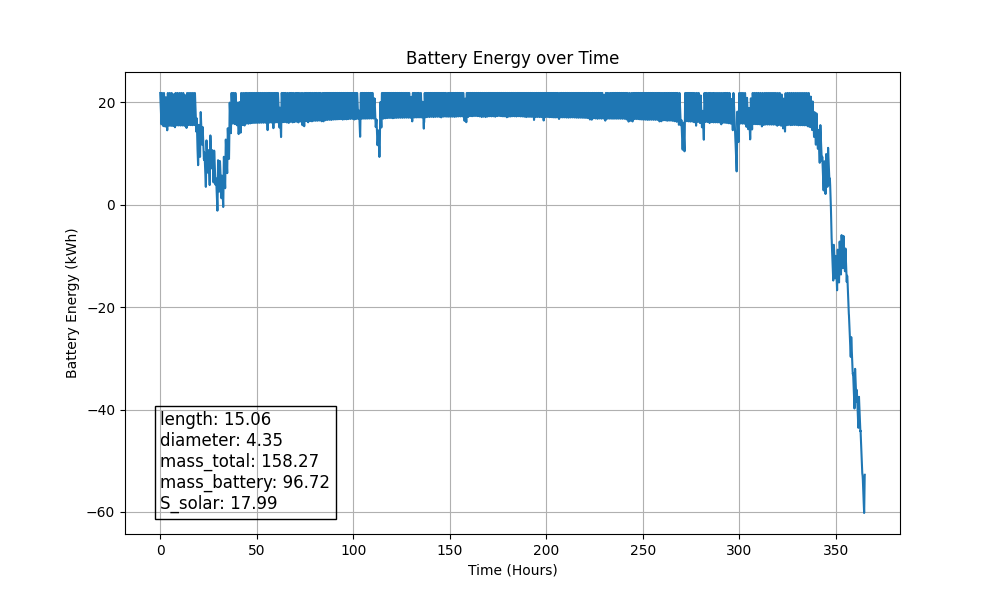 Battery Energy over Time
Battery Energy (kWh)
20
0
−20
−40
−60
length: 15.06
diameter: 4.35
mass_total: 158.27
mass_battery: 96.72
S_solar: 17.99
0 50 100 150 200 250 300 350
Time (Hours)